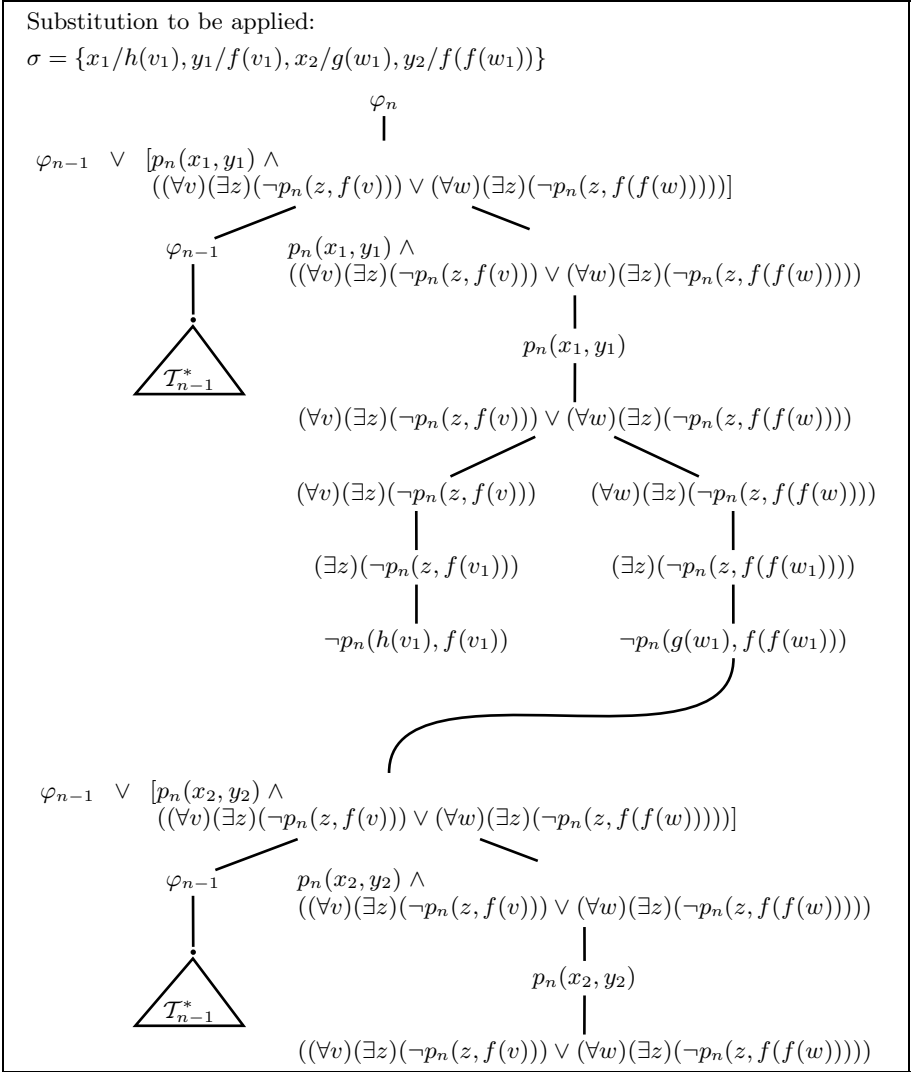 Substitution to be applied:
σ = {x₁/h(v₁), y₁/f(v₁), x₂/g(w₁), y₂/f(f(w₁))}
φₙ
φₙ₋₁ ∨ [pₙ(x₁, y₁) ∧
((∀v)(∃z)(¬pₙ(z, f(v))) ∨ (∀w)(∃z)(¬pₙ(z, f(f(w)))))]
φₙ₋₁ pₙ(x₁, y₁) ∧
((∀v)(∃z)(¬pₙ(z, f(v))) ∨ (∀w)(∃z)(¬pₙ(z, f(f(w)))))
pₙ(x₁, y₁)
T*ₙ₋₁
(∀v)(∃z)(¬pₙ(z, f(v))) ∨ (∀w)(∃z)(¬pₙ(z, f(f(w))))
(∀v)(∃z)(¬pₙ(z, f(v))) (∀w)(∃z)(¬pₙ(z, f(f(w))))
(∃z)(¬pₙ(z, f(v₁))) (∃z)(¬pₙ(z, f(f(w₁))))
¬pₙ(h(v₁), f(v₁)) ¬pₙ(g(w₁), f(f(w₁)))
φₙ₋₁ ∨ [pₙ(x₂, y₂) ∧
((∀v)(∃z)(¬pₙ(z, f(v))) ∨ (∀w)(∃z)(¬pₙ(z, f(f(w)))))]
φₙ₋₁ pₙ(x₂, y₂) ∧
((∀v)(∃z)(¬pₙ(z, f(v))) ∨ (∀w)(∃z)(¬pₙ(z, f(f(w)))))
pₙ(x₂, y₂)
T*ₙ₋₁
((∀v)(∃z)(¬pₙ(z, f(v))) ∨ (∀w)(∃z)(¬pₙ(z, f(f(w)))))